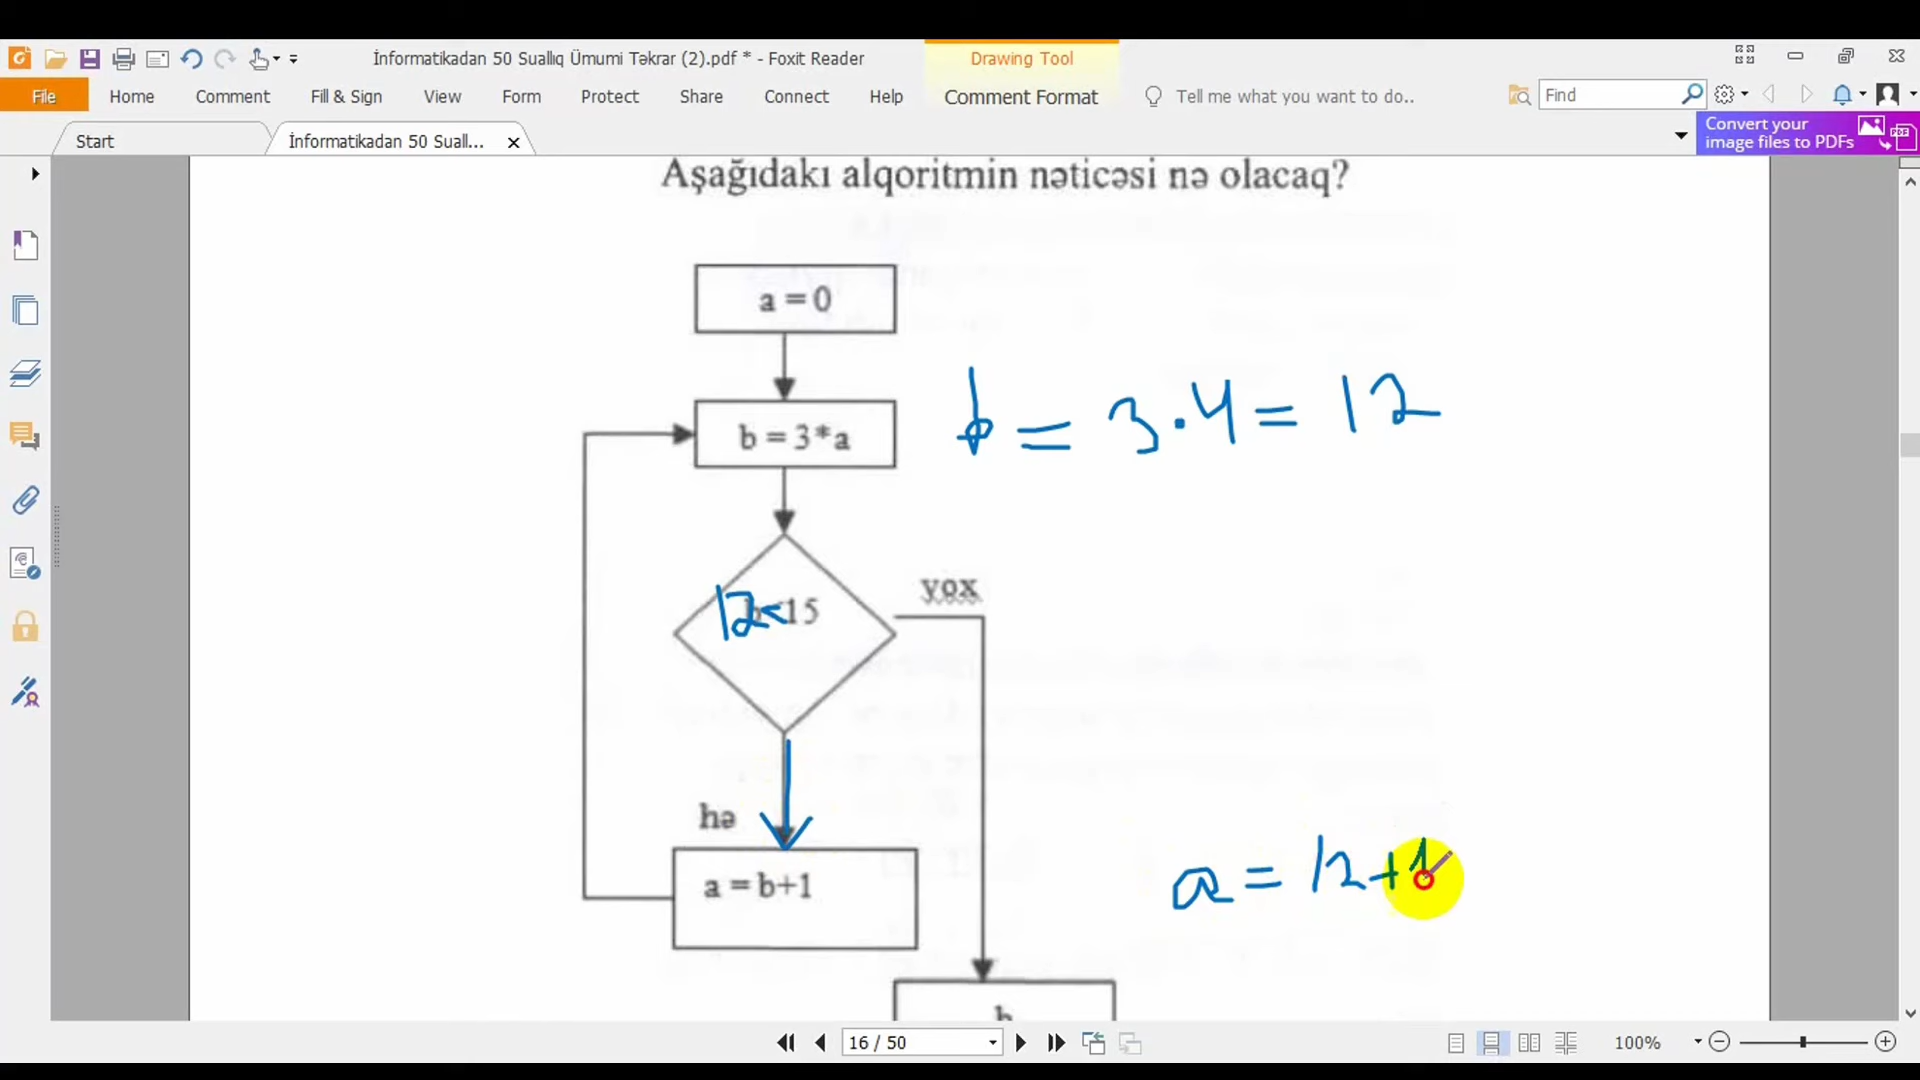 İnformatikadan 50 Suallıq Ümumi Təkrar (2).pdf * - Foxit Reader
Drawing Tool
File Home Comment Fill & Sign View Form Protect Share Connect Help Comment Format Tell me what you want to do.. Find
Start
İnformatikadan 50 Suall...
Convert your
image files to PDFs
Aşağıdakı alqoritmin nəticəsi nə olacaq?
a = 0
b = 3*a
b = 3·4 = 12
yox
12<15
hə
a = b+1
a = 12+1
b
16 / 50
100%